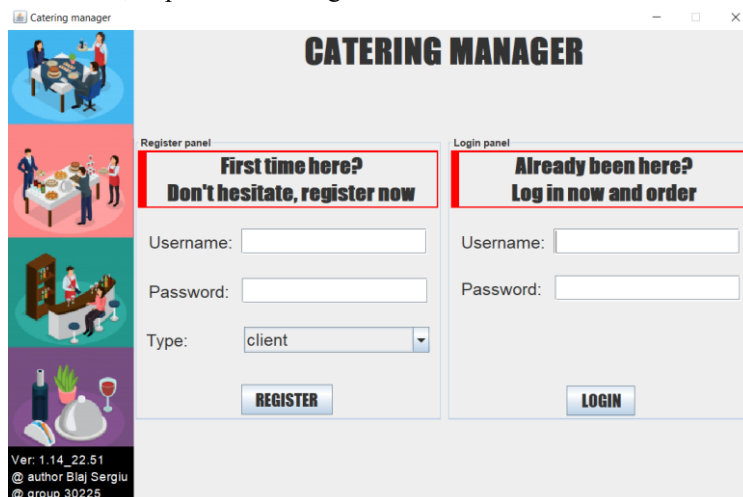 Catering manager
CATERING MANAGER
Register panel
First time here?
Don't hesitate, register now
Username:
Password:
Type:
client
REGISTER
Login panel
Already been here?
Log in now and order
Username:
Password:
LOGIN
Ver: 1.14_22.51
@ author Blaj Sergiu
@ group 30225